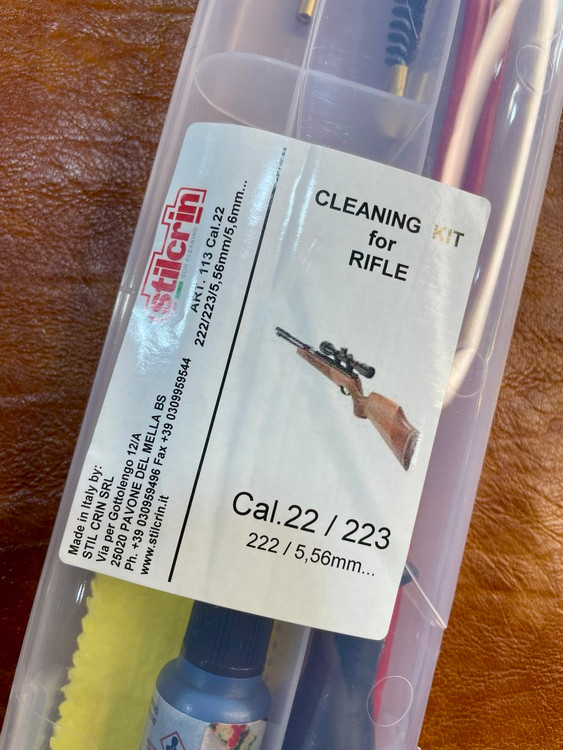 CLEANING KIT
for
RIFLE
Cal.22 / 223
222 / 5,56mm...
stilcrin
ART. 113 Cal.22
222/223/5,56mm/5,6mm...
Made in Italy by:
STIL CRIN SRL
Via per Gottolengo 12/A
25020 PAVONE DEL MELLA BS
Ph. +39 030959496 Fax +39 0309959544
www.stilcrin.it